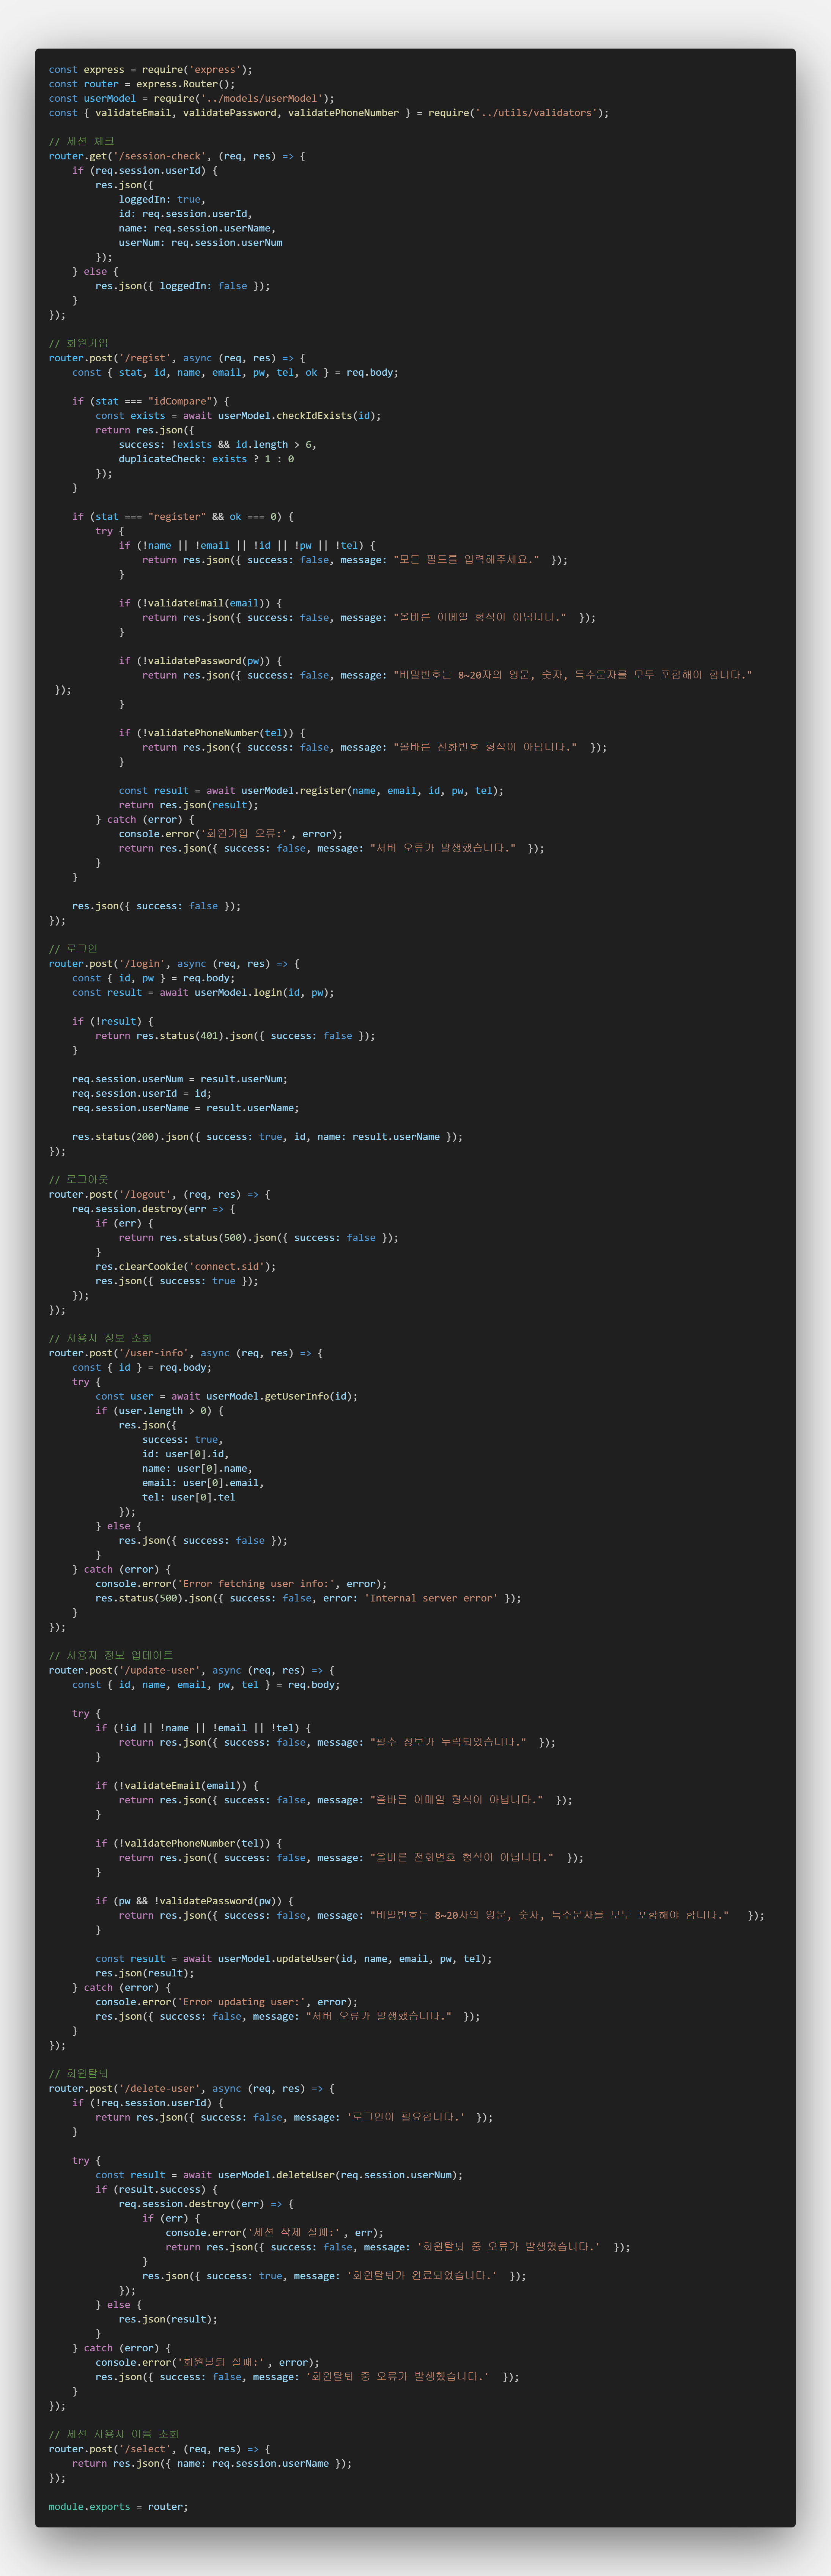 const express = require('express');
const router = express.Router();
const userModel = require('../models/userModel');
const { validateEmail, validatePassword, validatePhoneNumber } = require('../utils/validators');

// 세션 체크
router.get('/session-check', (req, res) => {
    if (req.session.userId) {
        res.json({
            loggedIn: true,
            id: req.session.userId,
            name: req.session.userName,
            userNum: req.session.userNum
        });
    } else {
        res.json({ loggedIn: false });
    }
});

// 회원가입
router.post('/regist', async (req, res) => {
    const { stat, id, name, email, pw, tel, ok } = req.body;

    if (stat === "idCompare") {
        const exists = await userModel.checkIdExists(id);
        return res.json({
            success: !exists && id.length > 6,
            duplicateCheck: exists ? 1 : 0
        });
    }

    if (stat === "register" && ok === 0) {
        try {
            if (!name || !email || !id || !pw || !tel) {
                return res.json({ success: false, message: "모든 필드를 입력해주세요." });
            }

            if (!validateEmail(email)) {
                return res.json({ success: false, message: "올바른 이메일 형식이 아닙니다." });
            }

            if (!validatePassword(pw)) {
                return res.json({ success: false, message: "비밀번호는 8~20자의 영문, 숫자, 특수문자를 모두 포함해야 합니다."
 });
            }

            if (!validatePhoneNumber(tel)) {
                return res.json({ success: false, message: "올바른 전화번호 형식이 아닙니다." });
            }

            const result = await userModel.register(name, email, id, pw, tel);
            return res.json(result);
        } catch (error) {
            console.error('회원가입 오류:', error);
            return res.json({ success: false, message: "서버 오류가 발생했습니다." });
        }
    }

    res.json({ success: false });
});

// 로그인
router.post('/login', async (req, res) => {
    const { id, pw } = req.body;
    const result = await userModel.login(id, pw);

    if (!result) {
        return res.status(401).json({ success: false });
    }

    req.session.userNum = result.userNum;
    req.session.userId = id;
    req.session.userName = result.userName;

    res.status(200).json({ success: true, id, name: result.userName });
});

// 로그아웃
router.post('/logout', (req, res) => {
    req.session.destroy(err => {
        if (err) {
            return res.status(500).json({ success: false });
        }
        res.clearCookie('connect.sid');
        res.json({ success: true });
    });
});

// 사용자 정보 조회
router.post('/user-info', async (req, res) => {
    const { id } = req.body;
    try {
        const user = await userModel.getUserInfo(id);
        if (user.length > 0) {
            res.json({
                success: true,
                id: user[0].id,
                name: user[0].name,
                email: user[0].email,
                tel: user[0].tel
            });
        } else {
            res.json({ success: false });
        }
    } catch (error) {
        console.error('Error fetching user info:', error);
        res.status(500).json({ success: false, error: 'Internal server error' });
    }
});

// 사용자 정보 업데이트
router.post('/update-user', async (req, res) => {
    const { id, name, email, pw, tel } = req.body;

    try {
        if (!id || !name || !email || !tel) {
            return res.json({ success: false, message: "필수 정보가 누락되었습니다." });
        }

        if (!validateEmail(email)) {
            return res.json({ success: false, message: "올바른 이메일 형식이 아닙니다." });
        }

        if (!validatePhoneNumber(tel)) {
            return res.json({ success: false, message: "올바른 전화번호 형식이 아닙니다." });
        }

        if (pw && !validatePassword(pw)) {
            return res.json({ success: false, message: "비밀번호는 8~20자의 영문, 숫자, 특수문자를 모두 포함해야 합니다." });
        }

        const result = await userModel.updateUser(id, name, email, pw, tel);
        res.json(result);
    } catch (error) {
        console.error('Error updating user:', error);
        res.json({ success: false, message: "서버 오류가 발생했습니다." });
    }
});

// 회원탈퇴
router.post('/delete-user', async (req, res) => {
    if (!req.session.userId) {
        return res.json({ success: false, message: '로그인이 필요합니다.' });
    }

    try {
        const result = await userModel.deleteUser(req.session.userNum);
        if (result.success) {
            req.session.destroy((err) => {
                if (err) {
                    console.error('세션 삭제 실패:', err);
                    return res.json({ success: false, message: '회원탈퇴 중 오류가 발생했습니다.' });
                }
                res.json({ success: true, message: '회원탈퇴가 완료되었습니다.' });
            });
        } else {
            res.json(result);
        }
    } catch (error) {
        console.error('회원탈퇴 실패:', error);
        res.json({ success: false, message: '회원탈퇴 중 오류가 발생했습니다.' });
    }
});

// 세션 사용자 이름 조회
router.post('/select', (req, res) => {
    return res.json({ name: req.session.userName });
});

module.exports = router;